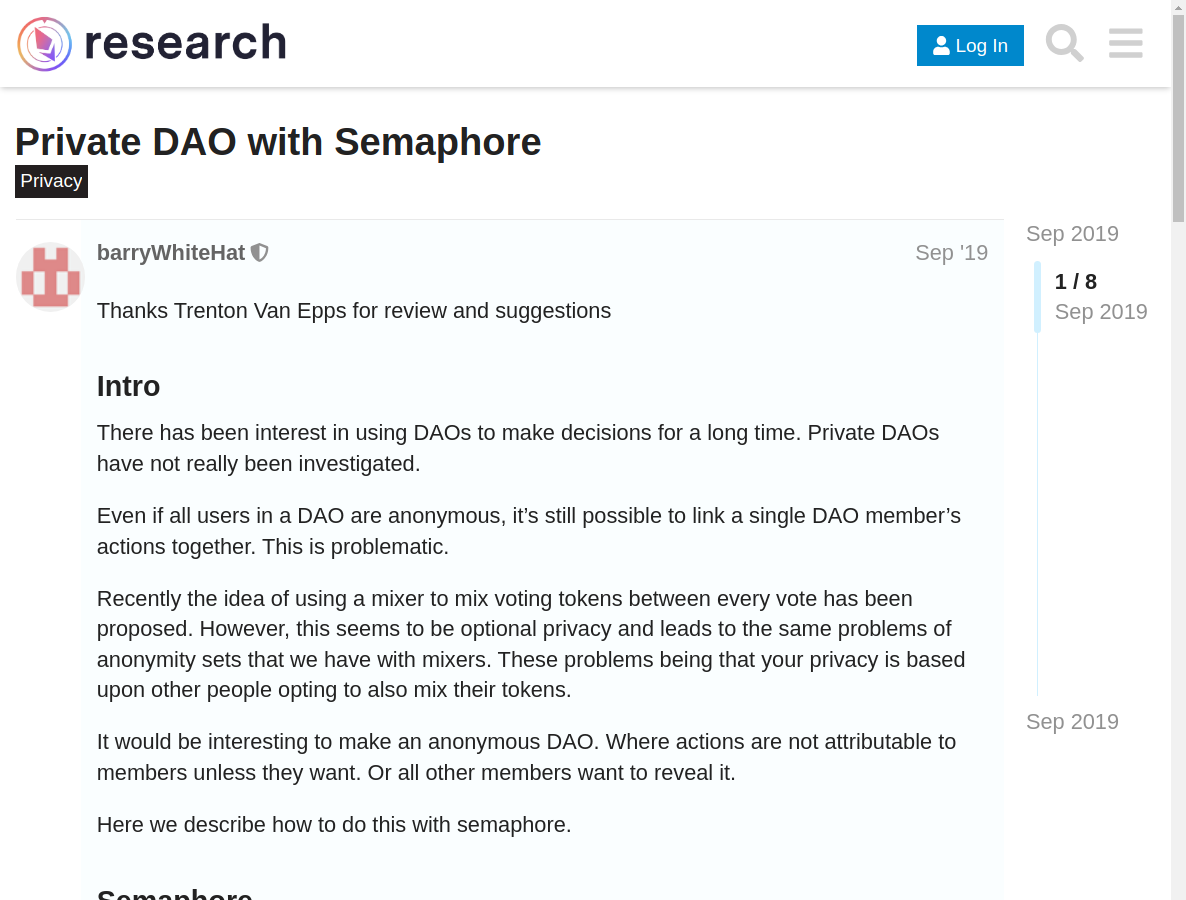 research
Log In
Private DAO with Semaphore
Privacy
barryWhiteHat
Sep '19
Sep 2019
1 / 8
Sep 2019
Thanks Trenton Van Epps for review and suggestions
Intro
There has been interest in using DAOs to make decisions for a long time. Private DAOs
have not really been investigated.
Even if all users in a DAO are anonymous, it’s still possible to link a single DAO member’s
actions together. This is problematic.
Recently the idea of using a mixer to mix voting tokens between every vote has been
proposed. However, this seems to be optional privacy and leads to the same problems of
anonymity sets that we have with mixers. These problems being that your privacy is based
upon other people opting to also mix their tokens.
Sep 2019
It would be interesting to make an anonymous DAO. Where actions are not attributable to
members unless they want. Or all other members want to reveal it.
Here we describe how to do this with semaphore.
Semaphore